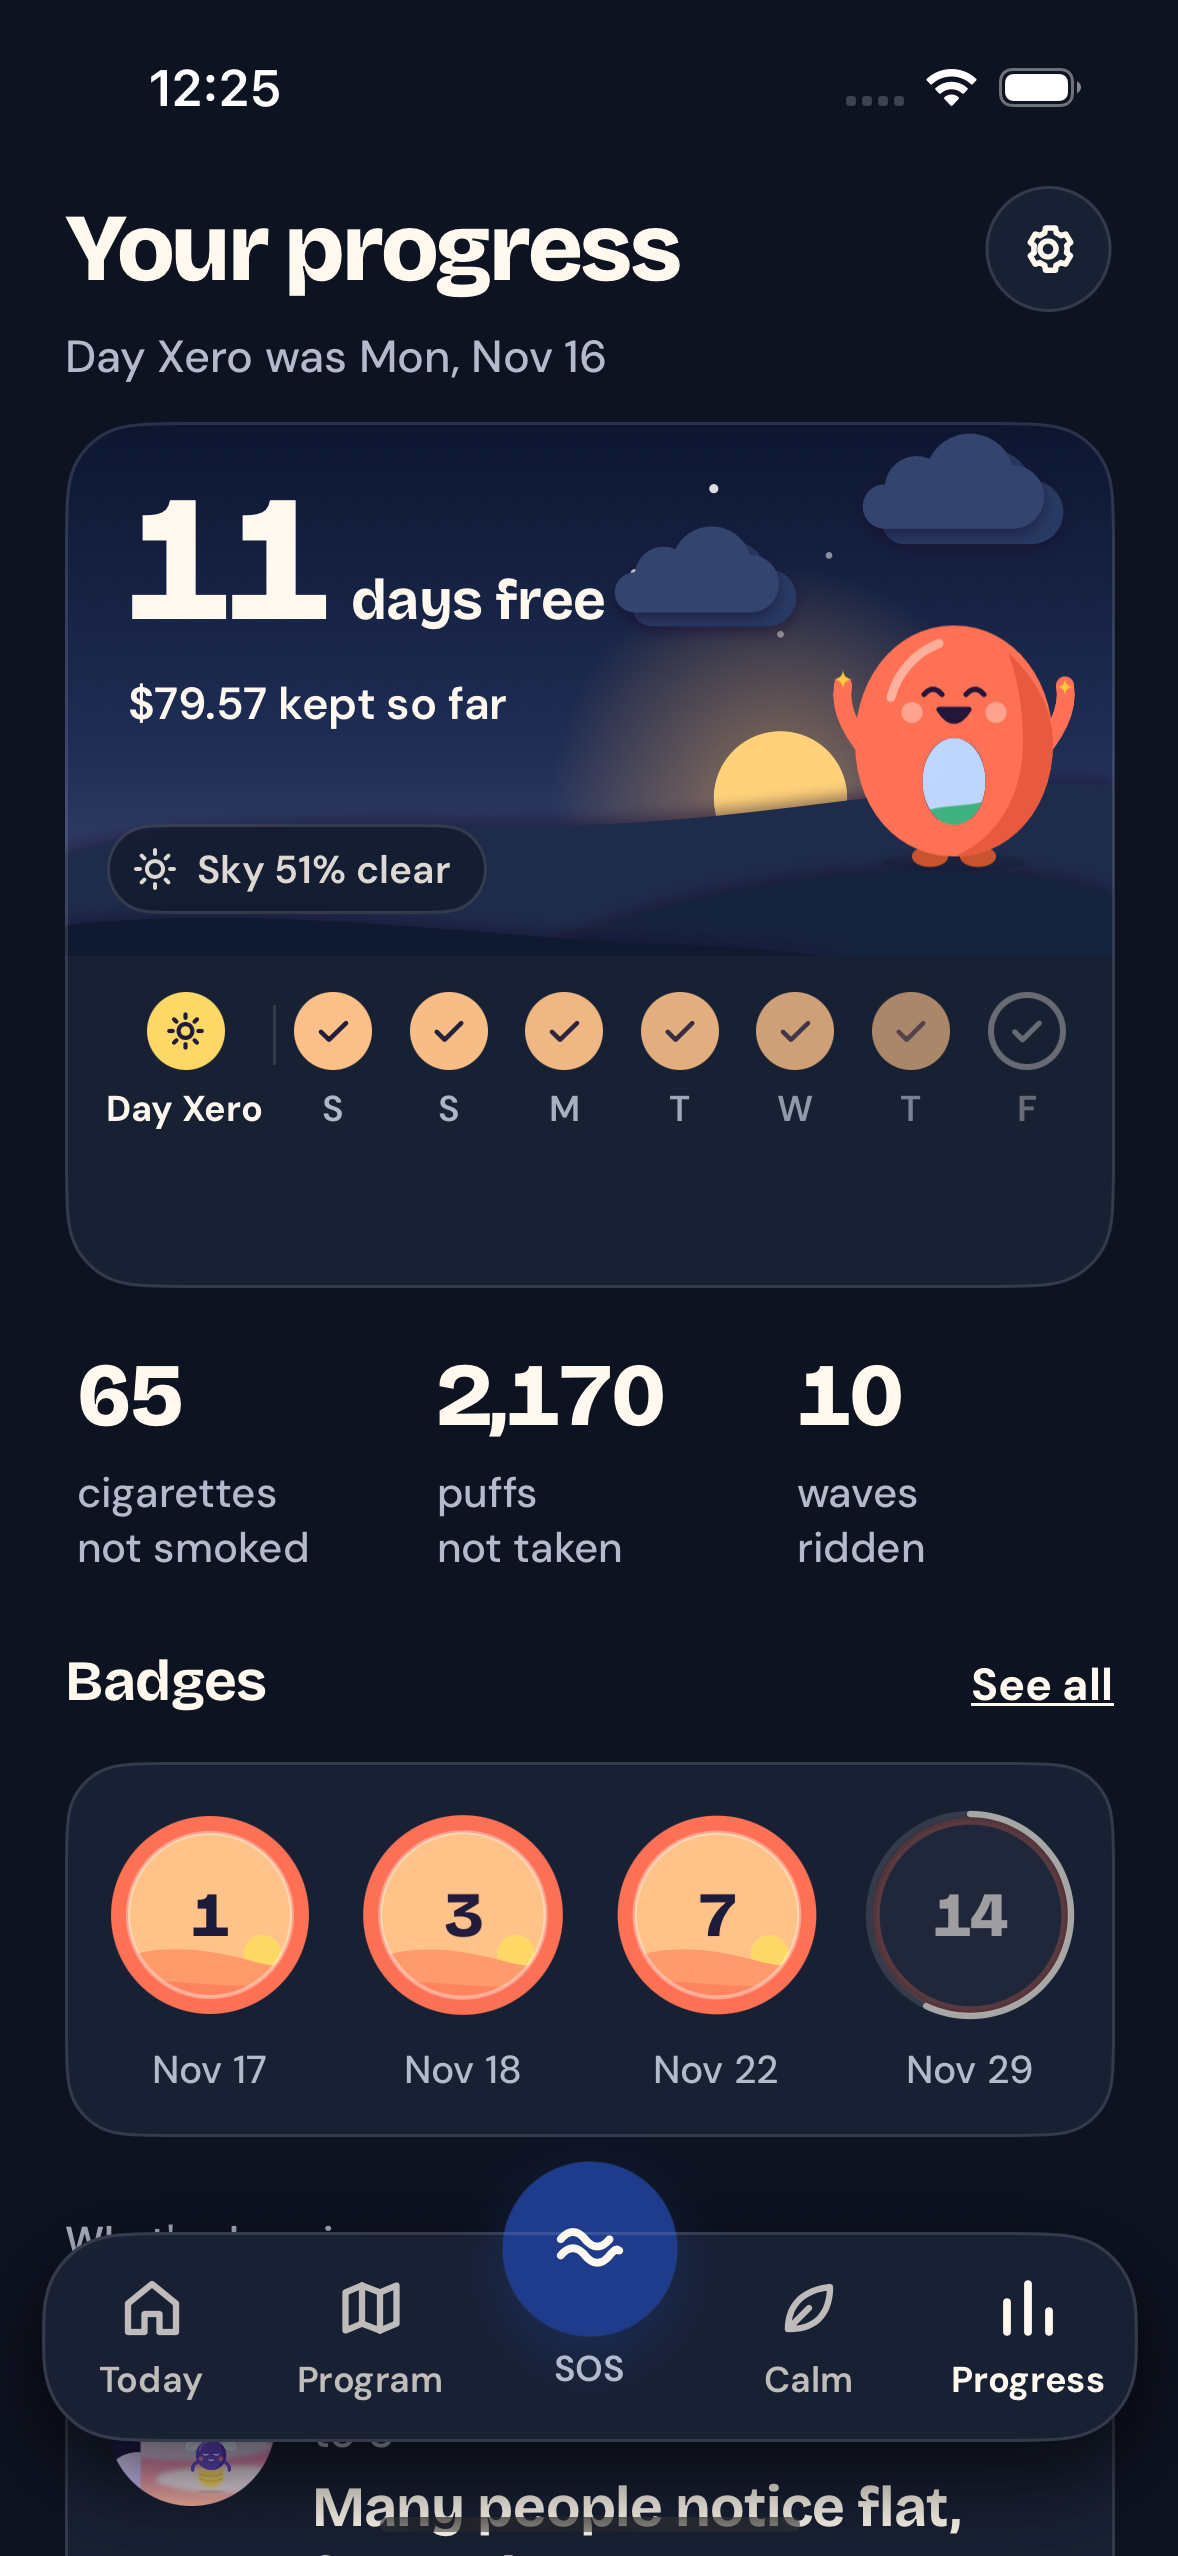 12:25
Your progress
Day Xero was Mon, Nov 16
11 days free
$79.57 kept so far
Sky 51% clear
Day Xero S S M T W T F
65 2,170 10
cigarettes puffs waves
not smoked not taken ridden
Badges See all
1 3 7 14
Nov 17 Nov 18 Nov 22 Nov 29
SOS
Today Program Calm Progress
Many people notice flat,